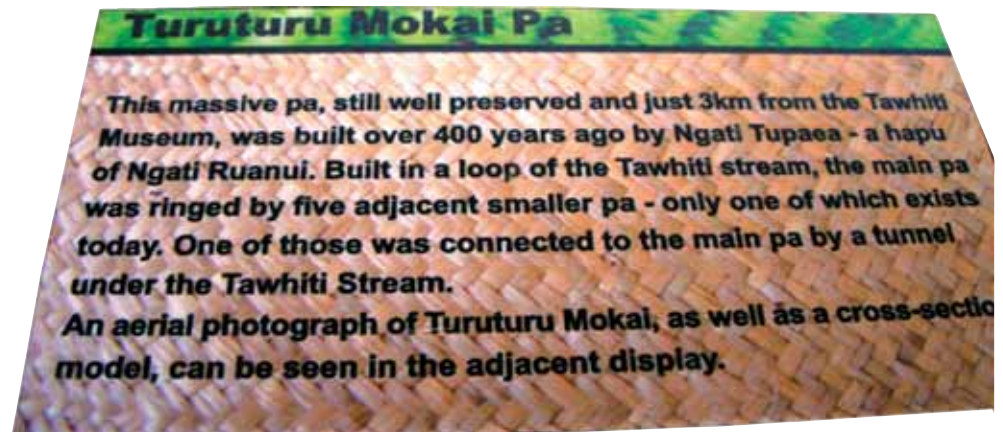 Turuturu Mokai Pa
This massive pa, still well preserved and just 3km from the Tawhiti
Museum, was built over 400 years ago by Ngati Tupaea - a hapu
of Ngati Ruanui. Built in a loop of the Tawhiti stream, the main pa
was ringed by five adjacent smaller pa - only one of which exists
today. One of those was connected to the main pa by a tunnel
under the Tawhiti Stream.
An aerial photograph of Turuturu Mokai, as well as a cross-sectio
model, can be seen in the adjacent display.